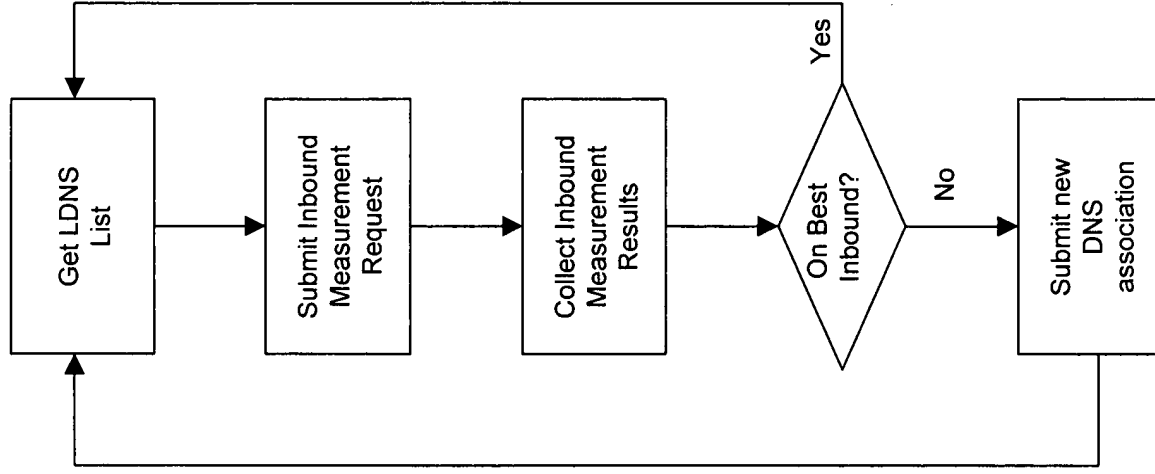 Get LDNS
List
Submit Inbound
Measurement
Request
Collect Inbound
Measurement
Results
On Best
Inbound?
Yes
No
Submit new
DNS
association